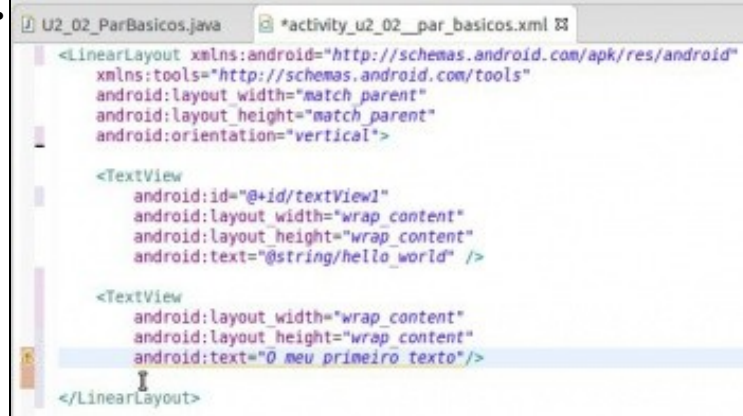 U2_02_ParBasicos.java *activity_u2_02__par_basicos.xml
<LinearLayout xmlns:android="http://schemas.android.com/apk/res/android"
xmlns:tools="http://schemas.android.com/tools"
android:layout_width="match_parent"
android:layout_height="match_parent"
android:orientation="vertical">
<TextView
android:id="@+id/textView1"
android:layout_width="wrap_content"
android:layout_height="wrap_content"
android:text="@string/hello_world" />
<TextView
android:layout_width="wrap_content"
android:layout_height="wrap_content"
android:text="O meu primeiro texto"/>
</LinearLayout>